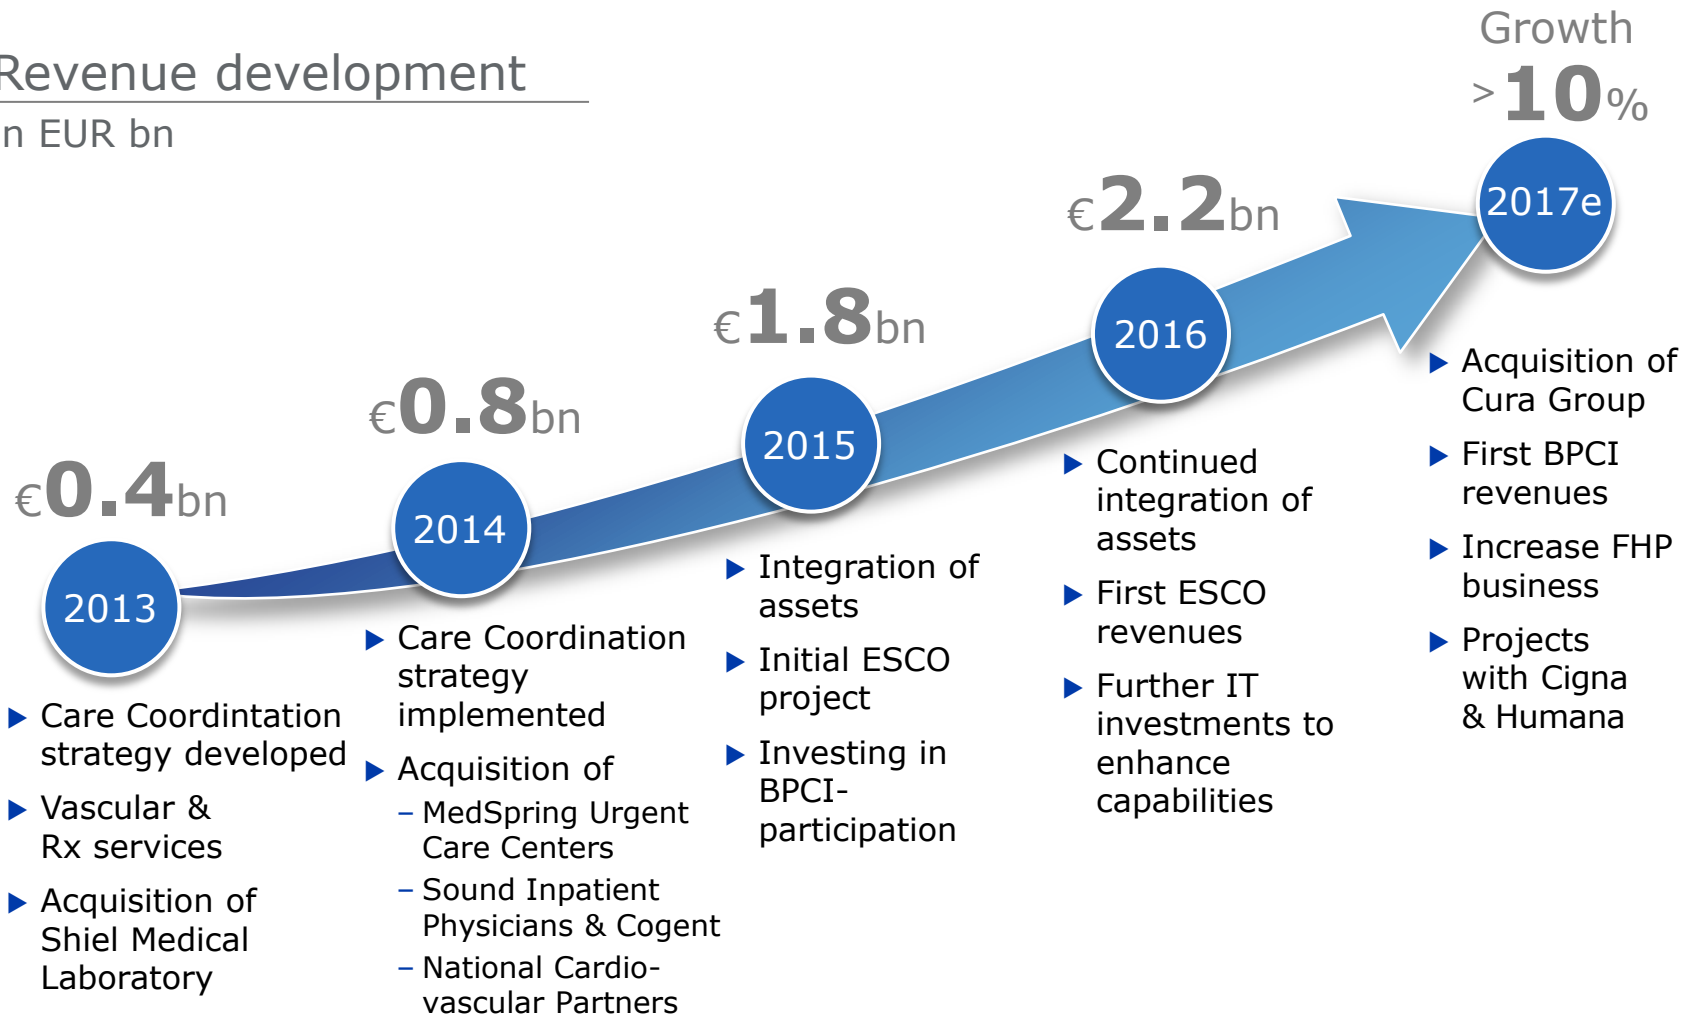 Revenue development
n EUR bn
€0.4bn
2013
▶ Care Coordintation
strategy developed
▶ Vascular &
Rx services
▶ Acquisition of
Shiel Medical
Laboratory
€0.8bn
2014
▶ Care Coordination
strategy
implemented
▶ Acquisition of
– MedSpring Urgent
Care Centers
– Sound Inpatient
Physicians & Cogent
– National Cardio-
vascular Partners
€1.8bn
2015
▶ Integration of
assets
▶ Initial ESCO
project
▶ Investing in
BPCI-
participation
€2.2bn
2016
▶ Continued
integration of
assets
▶ First ESCO
revenues
▶ Further IT
investments to
enhance
capabilities
Growth
>10%
2017e
▶ Acquisition of
Cura Group
▶ First BPCI
revenues
▶ Increase FHP
business
▶ Projects
with Cigna
& Humana